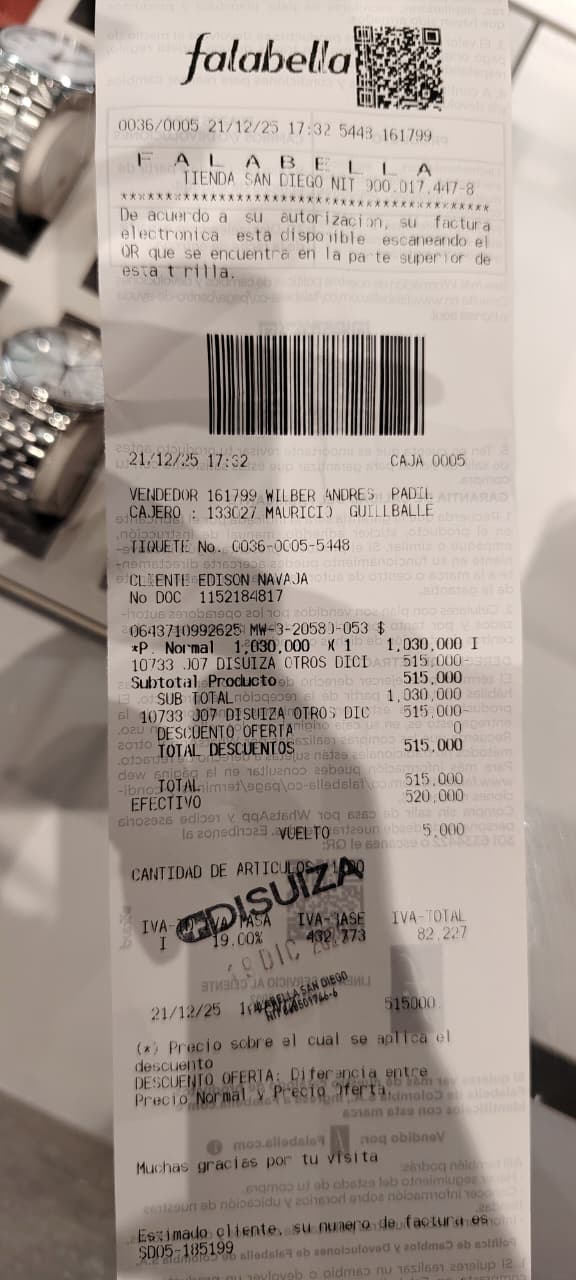 falabella
0036/0005 21/12/25 17:32 5448 161799
F A L A B E L L A
TIENDA SAN DIEGO NIT 900.017.447-8
****************************************
De acuerdo a su autorizacion, su factura
electronica esta disponible escaneando el
QR que se encuentra en la parte superior de
esta tirilla.
21/12/25 17:32 CAJA 0005
VENDEDOR 161799 WILBER ANDRES PADIL
CAJERO : 133027 MAURICIO GUILLBALLE
TIQUETE No. 0036-0005-5448
CLIENTE EDISON NAVAJA
No DOC 1152184817
0643710992625 MW-3-20580-053 $
*P. Normal 1,030,000 X 1 1,030,000 I
10733 J07 DISUIZA OTROS DICI 515,000-
Subtotal Producto 515,000
SUB TOTAL 1,030,000
10733 J07 DISUIZA OTROS DIC 515,000-
DESCUENTO OFERTA 0
TOTAL DESCUENTOS 515,000
TOTAL 515,000
EFECTIVO 520,000
VUELTO 5,000
CANTIDAD DE ARTICULOS
DISUIZA
IVA- TASA IVA-BASE IVA-TOTAL
I 19.00% 432,773 82,227
DIC
SAN DIEGO
21/12/25 515000
(*) Precio sobre el cual se aplica el
descuento
DESCUENTO OFERTA: Diferencia entre
Precio Normal y Precio Oferta.
Muchas gracias por tu visita
Estimado cliente, su numero de factura es
SD05-185199